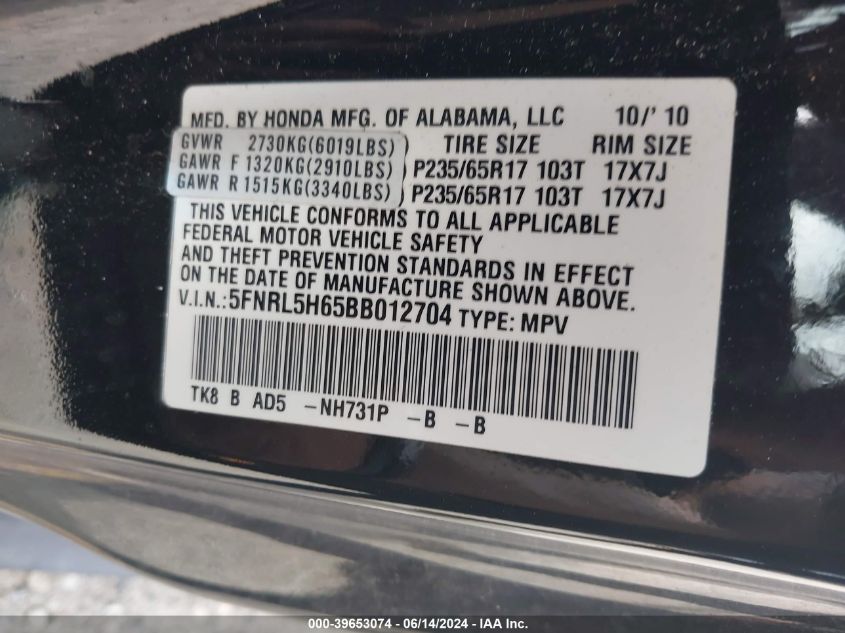 MFD. BY HONDA MFG. OF ALABAMA, LLC 10/'10
GVWR 2730KG(6019LBS) TIRE SIZE RIM SIZE
GAWR F 1320KG(2910LBS) P235/65R17 103T 17X7J
GAWR R 1515KG(3340LBS) P235/65R17 103T 17X7J
THIS VEHICLE CONFORMS TO ALL APPLICABLE
FEDERAL MOTOR VEHICLE SAFETY
AND THEFT PREVENTION STANDARDS IN EFFECT
ON THE DATE OF MANUFACTURE SHOWN ABOVE.
V.I.N.:5FNRL5H65BB012704 TYPE: MPV
TK8 B AD5 -NH731P -B -B
000-39653074 - 06/14/2024 - IAA Inc.